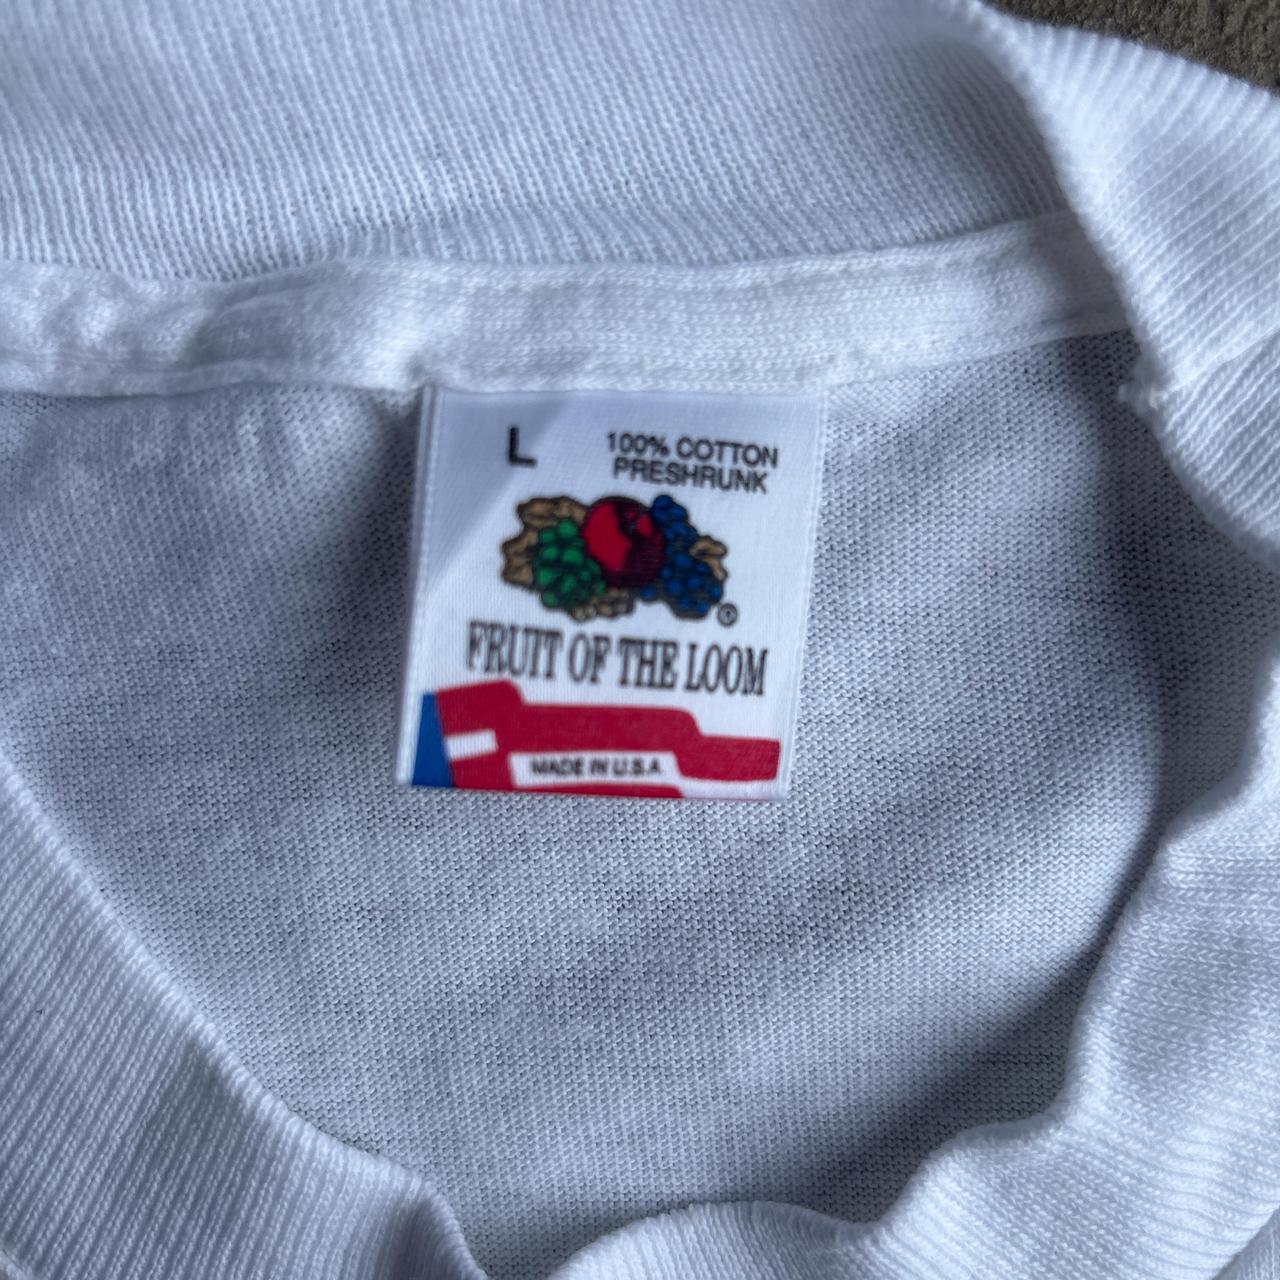 L
100% COTTON
PRESHRUNK
®
FRUIT OF THE LOOM
MADE IN U.S.A.